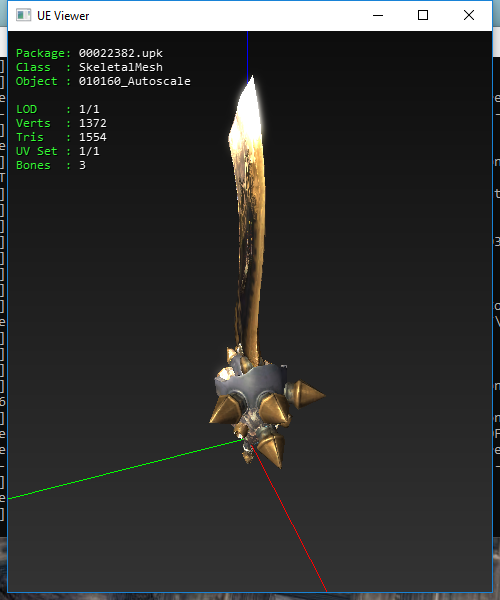 UE Viewer
Package: 00022382.upk
Class : SkeletalMesh
Object : 010160_Autoscale
LOD : 1/1
Verts : 1372
Tris : 1554
UV Set : 1/1
Bones : 3